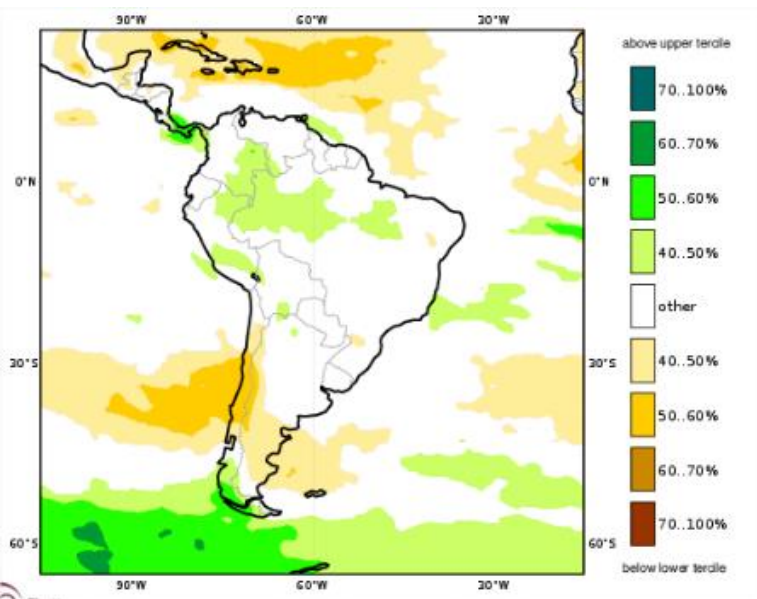 90°W 60°W 30°W
above upper tercile
70..100%
60..70%
0°N 0°N
50..60%
40..50%
other
30°S 30°S
40..50%
50..60%
60..70%
70..100%
60°S 60°S
below lower tercile
90°W 60°W 30°W